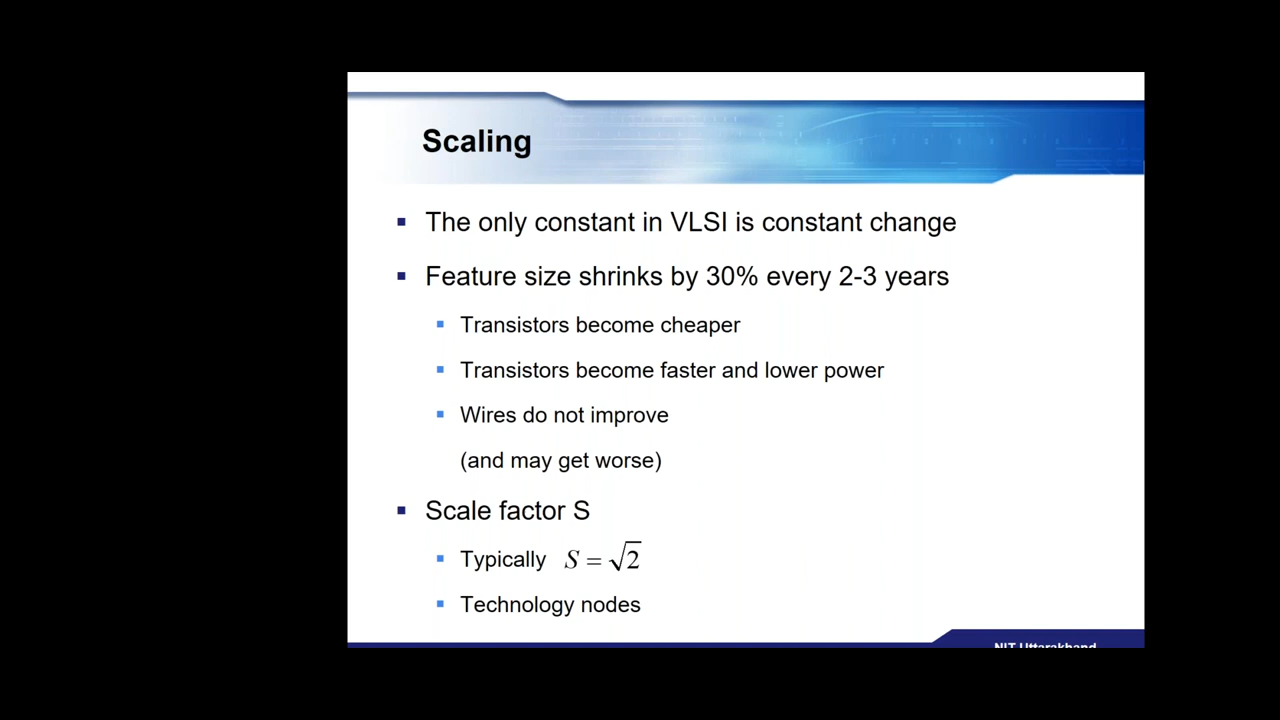 Scaling
The only constant in VLSI is constant change
Feature size shrinks by 30% every 2-3 years
Transistors become cheaper
Transistors become faster and lower power
Wires do not improve
(and may get worse)
Scale factor S
Typically S = √2
Technology nodes
NIT Uttarakhand